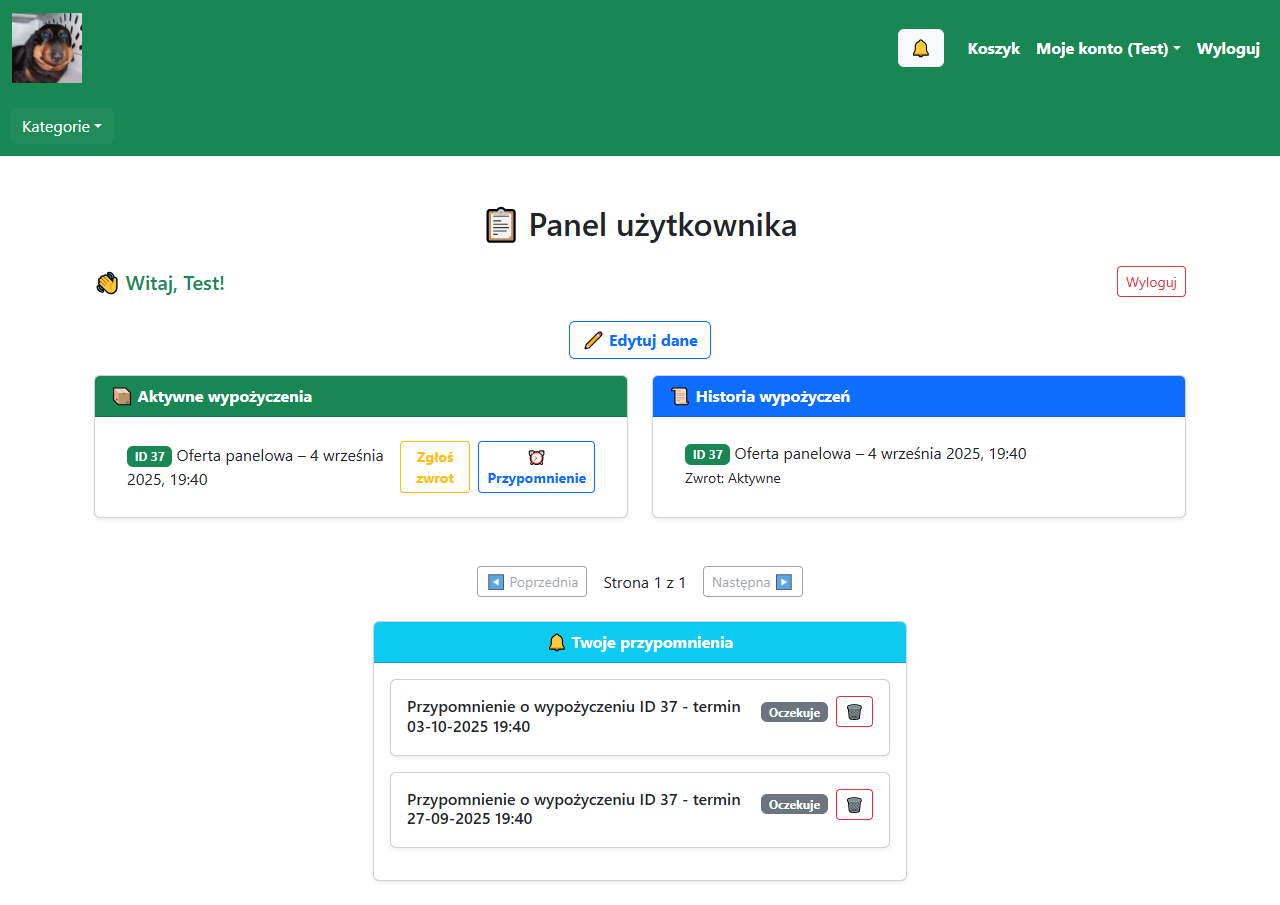 Koszyk Moje konto (Test) Wyloguj
Kategorie
📋 Panel użytkownika
👋 Witaj, Test!
Wyloguj
✏️ Edytuj dane
📦 Aktywne wypożyczenia
ID 37 Oferta panelowa – 4 września
2025, 19:40
Zgłoś
zwrot
⏰
Przypomnienie
📜 Historia wypożyczeń
ID 37 Oferta panelowa – 4 września 2025, 19:40
Zwrot: Aktywne
◀️ Poprzednia Strona 1 z 1 Następna ▶️
🔔 Twoje przypomnienia
Przypomnienie o wypożyczeniu ID 37 - termin
03-10-2025 19:40
Oczekuje
Przypomnienie o wypożyczeniu ID 37 - termin
27-09-2025 19:40
Oczekuje